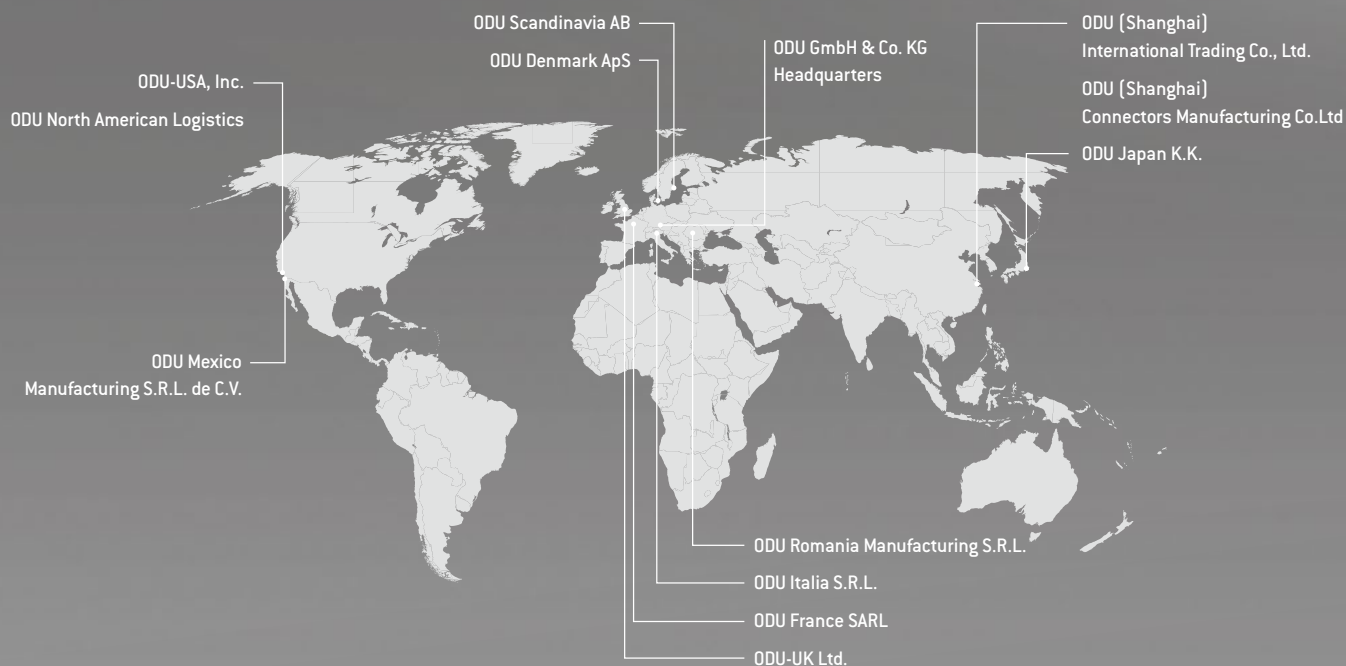 ODU Scandinavia AB
ODU Denmark ApS
ODU GmbH & Co. KG
Headquarters
ODU (Shanghai)
International Trading Co., Ltd.
ODU (Shanghai)
Connectors Manufacturing Co.Ltd
ODU Japan K.K.
ODU-USA, Inc.
ODU North American Logistics
ODU Mexico
Manufacturing S.R.L. de C.V.
ODU Romania Manufacturing S.R.L.
ODU Italia S.R.L.
ODU France SARL
ODU-UK Ltd.